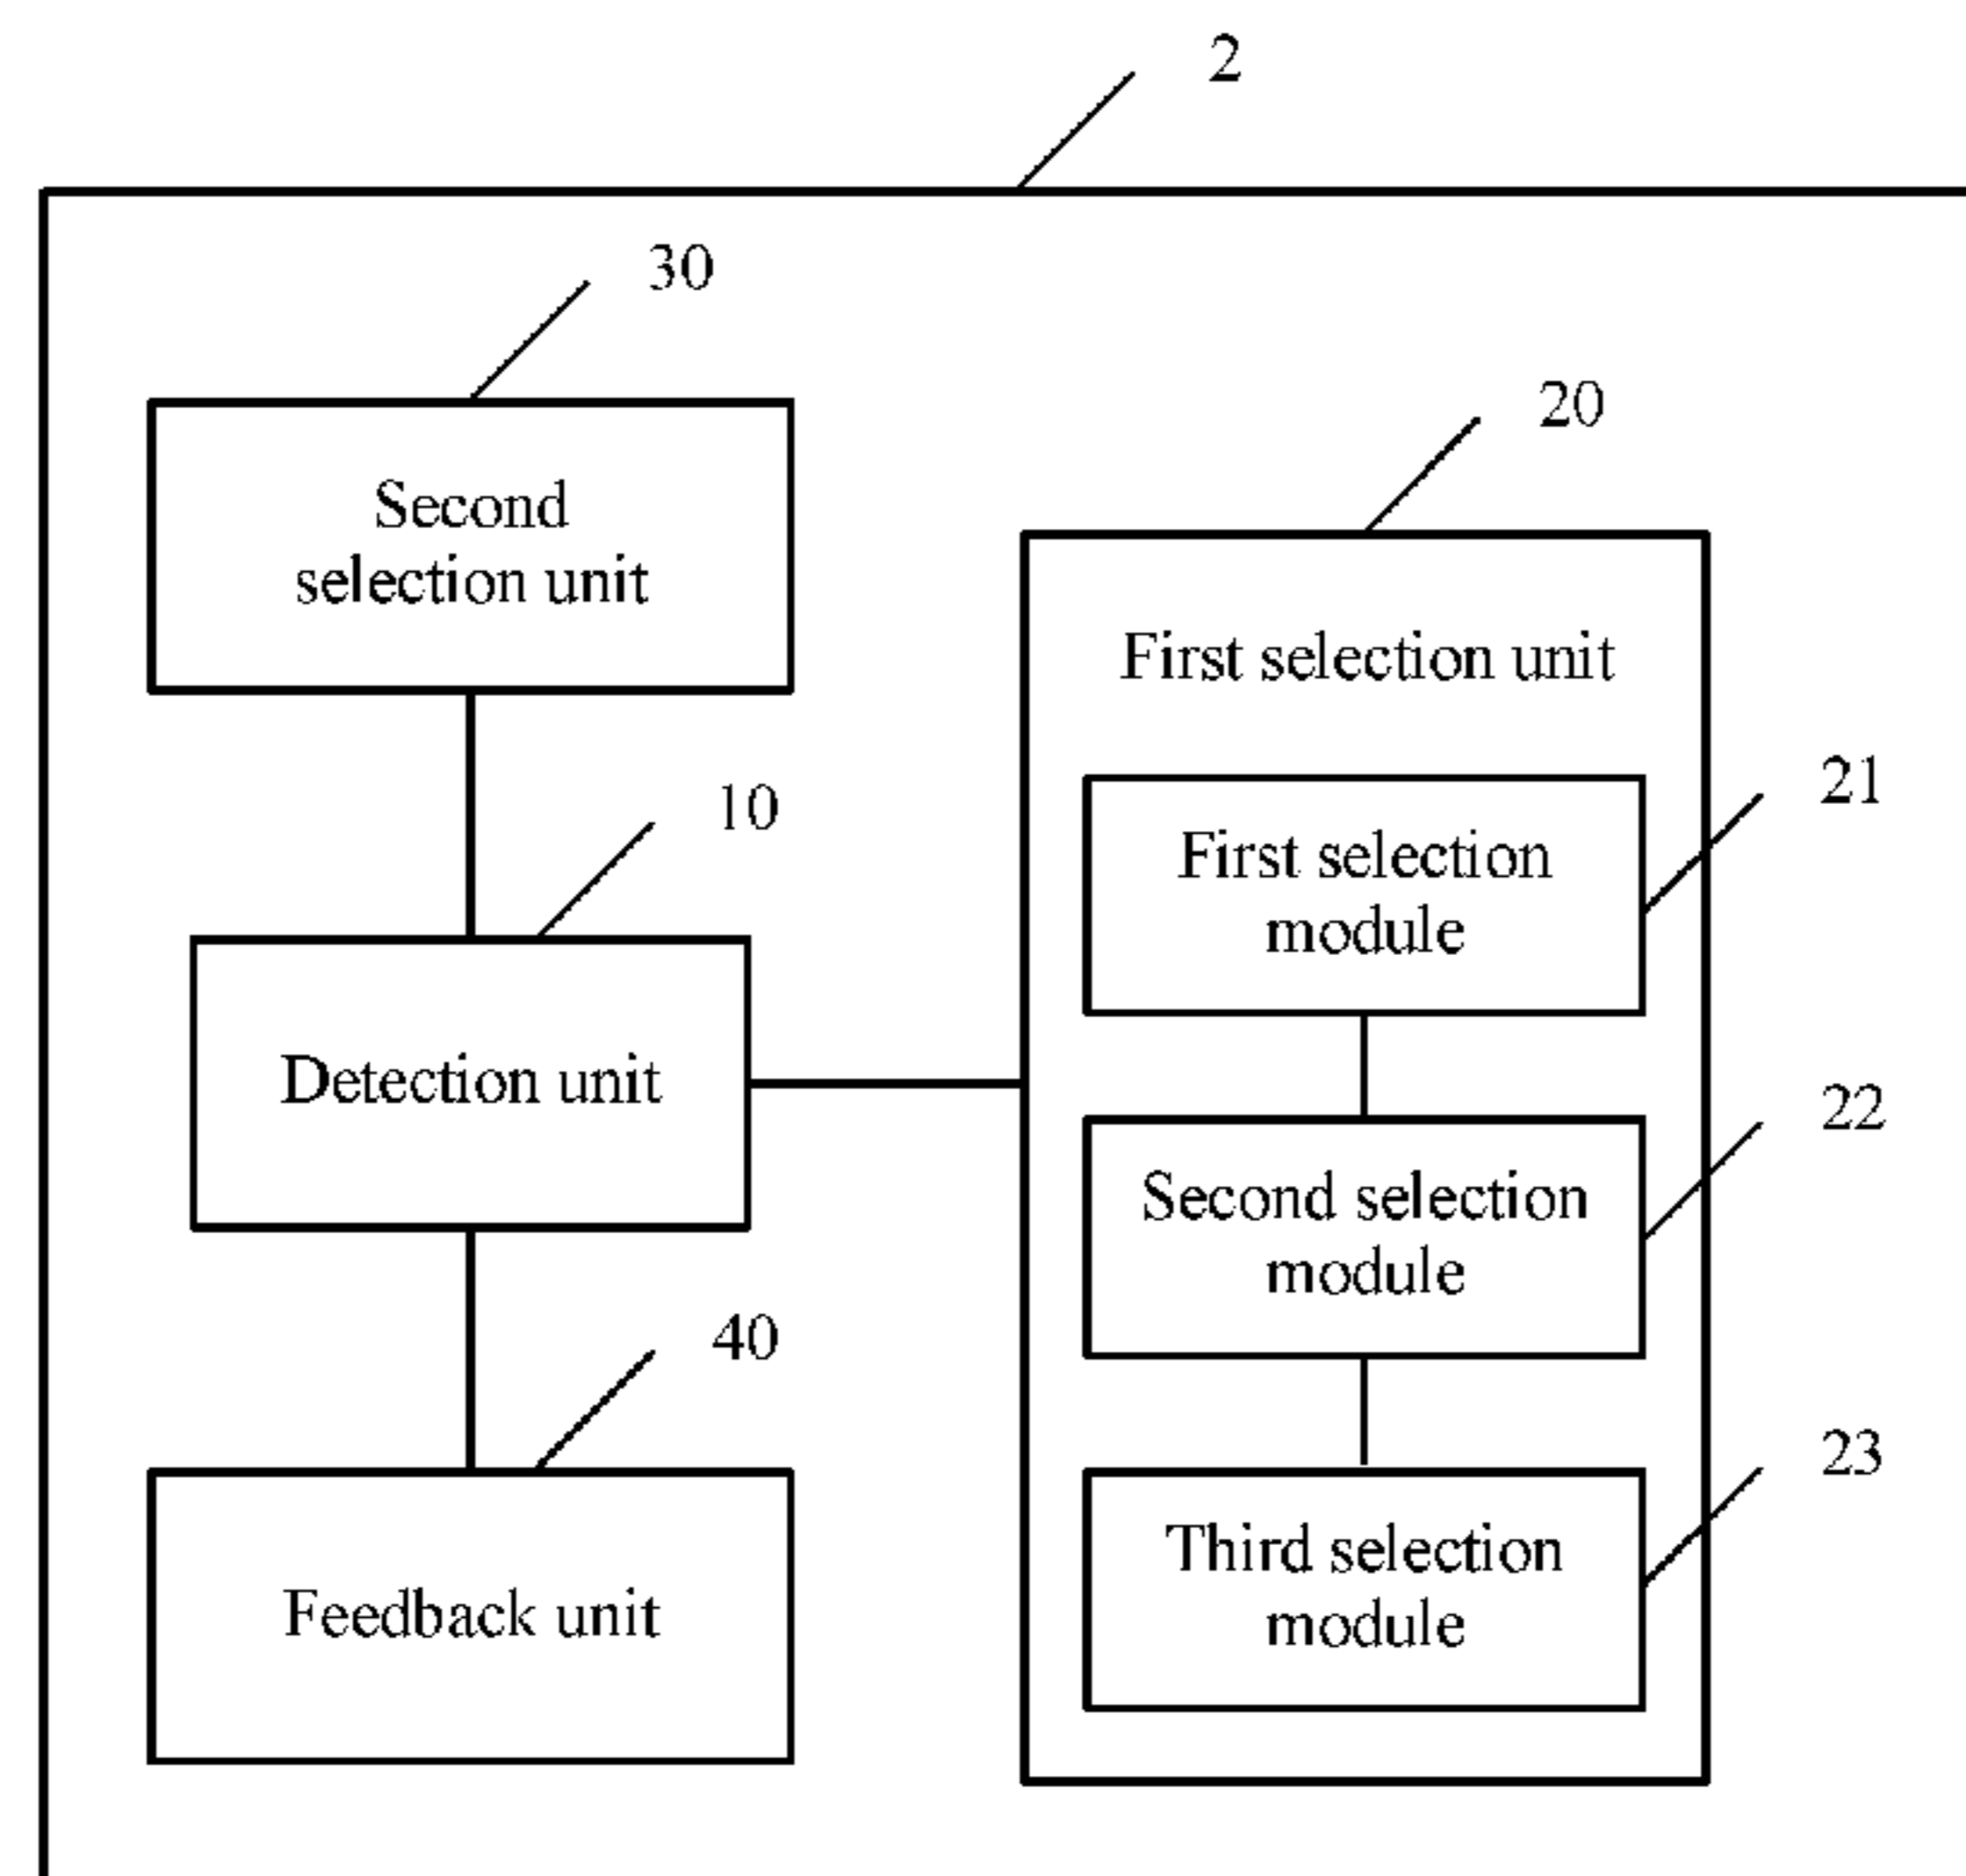 2
30
Second
selection unit
20
First selection unit
21
First selection
module
10
Detection unit
22
Second selection
module
40
Feedback unit
23
Third selection
module